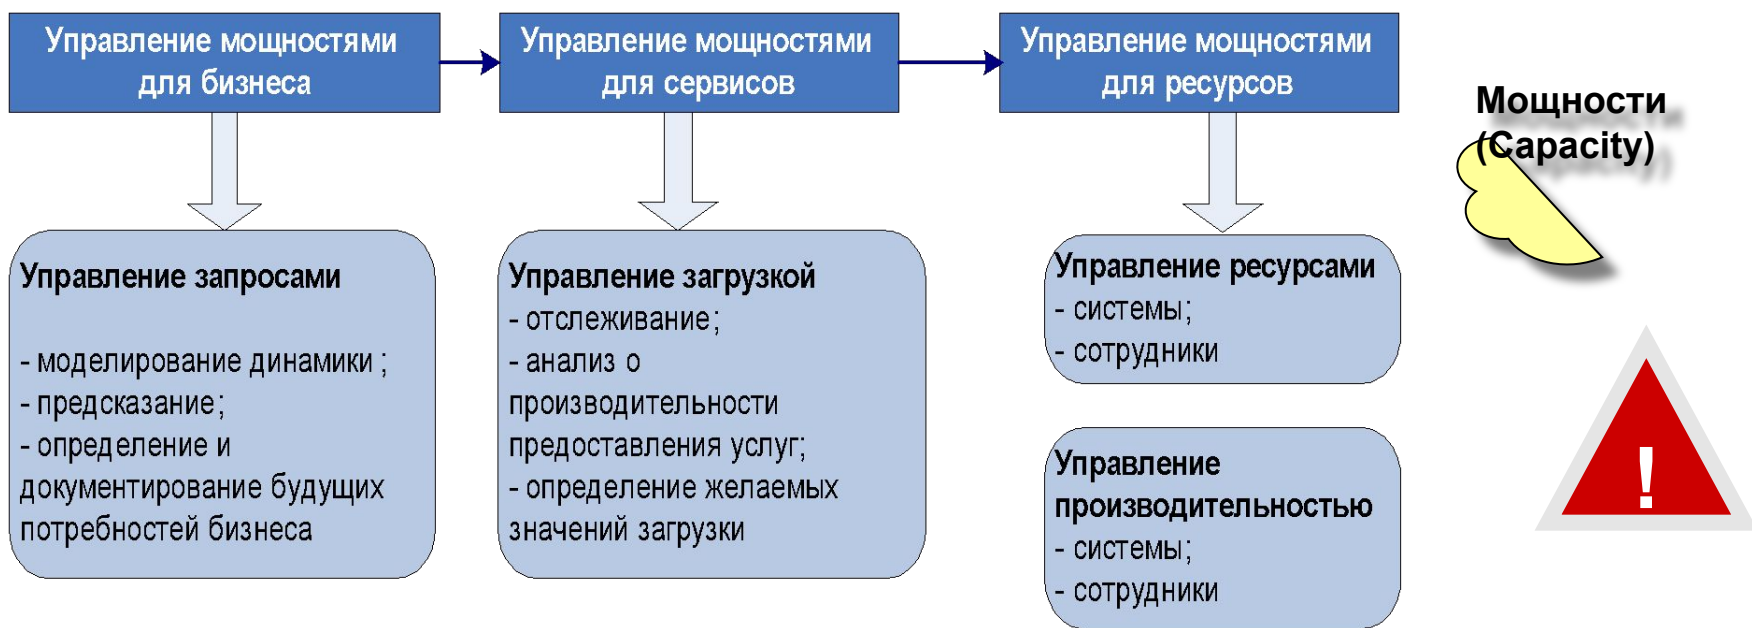 Управление мощностями
для бизнеса
Управление мощностями
для сервисов
Управление мощностями
для ресурсов
Мощности
(Capacity)
Управление запросами
- моделирование динамики ;
- предсказание;
- определение и
документирование будущих
потребностей бизнеса
Управление загрузкой
- отслеживание;
- анализ о
производительности
предоставления услуг;
- определение желаемых
значений загрузки
Управление ресурсами
- системы;
- сотрудники
Управление
производительностью
- системы;
- сотрудники
!